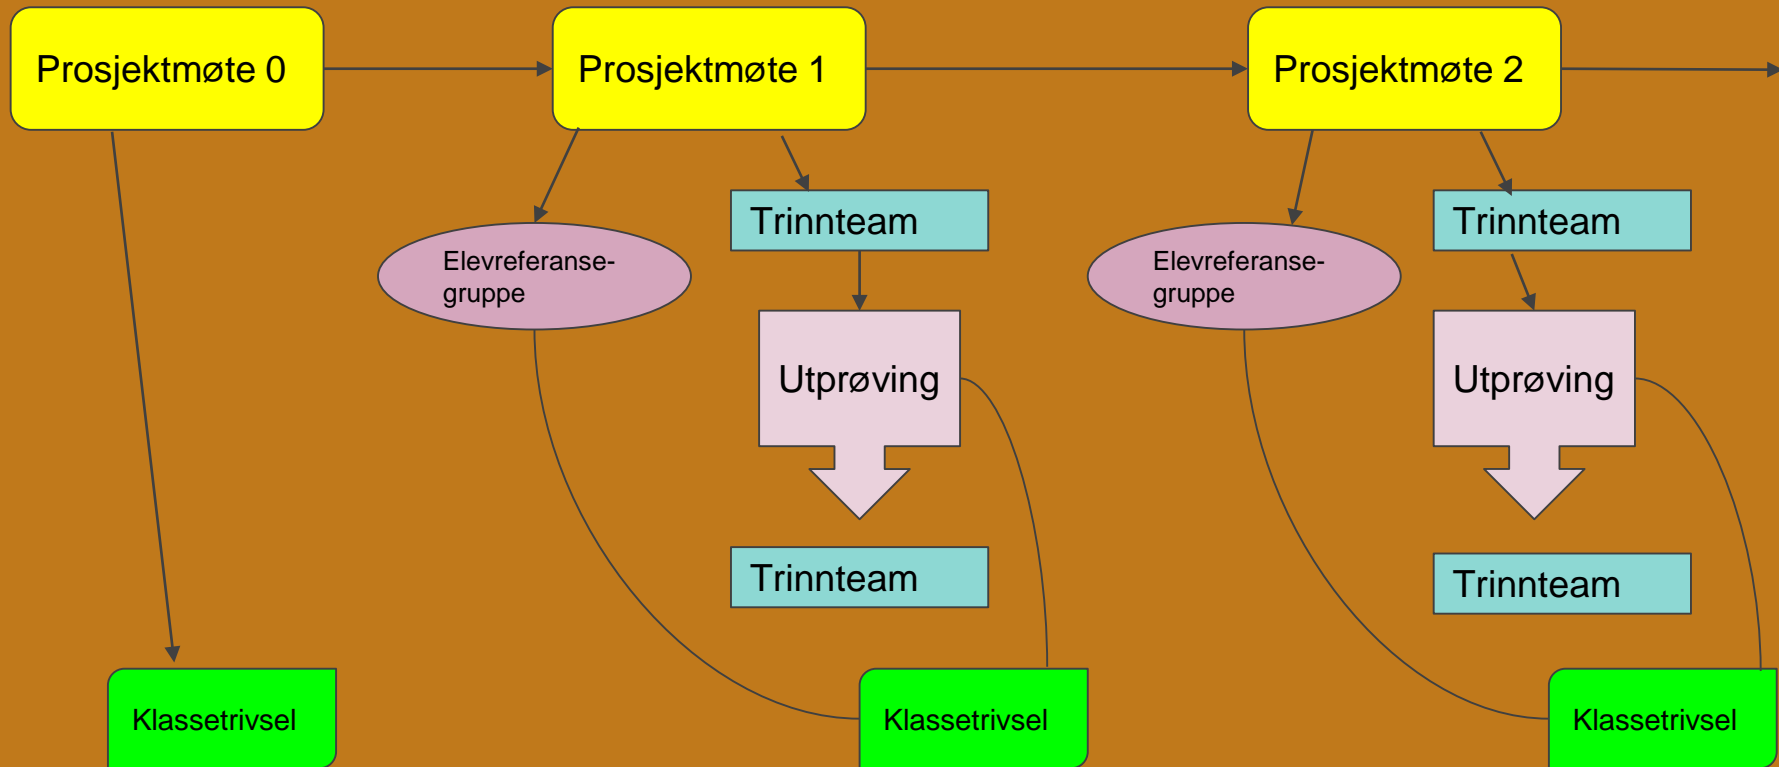 Prosjektmøte 0
Prosjektmøte 1
Prosjektmøte 2
Trinnteam
Trinnteam
Elevreferanse-
gruppe
Elevreferanse-
gruppe
Utprøving
Utprøving
Trinnteam
Trinnteam
Klassetrivsel
Klassetrivsel
Klassetrivsel